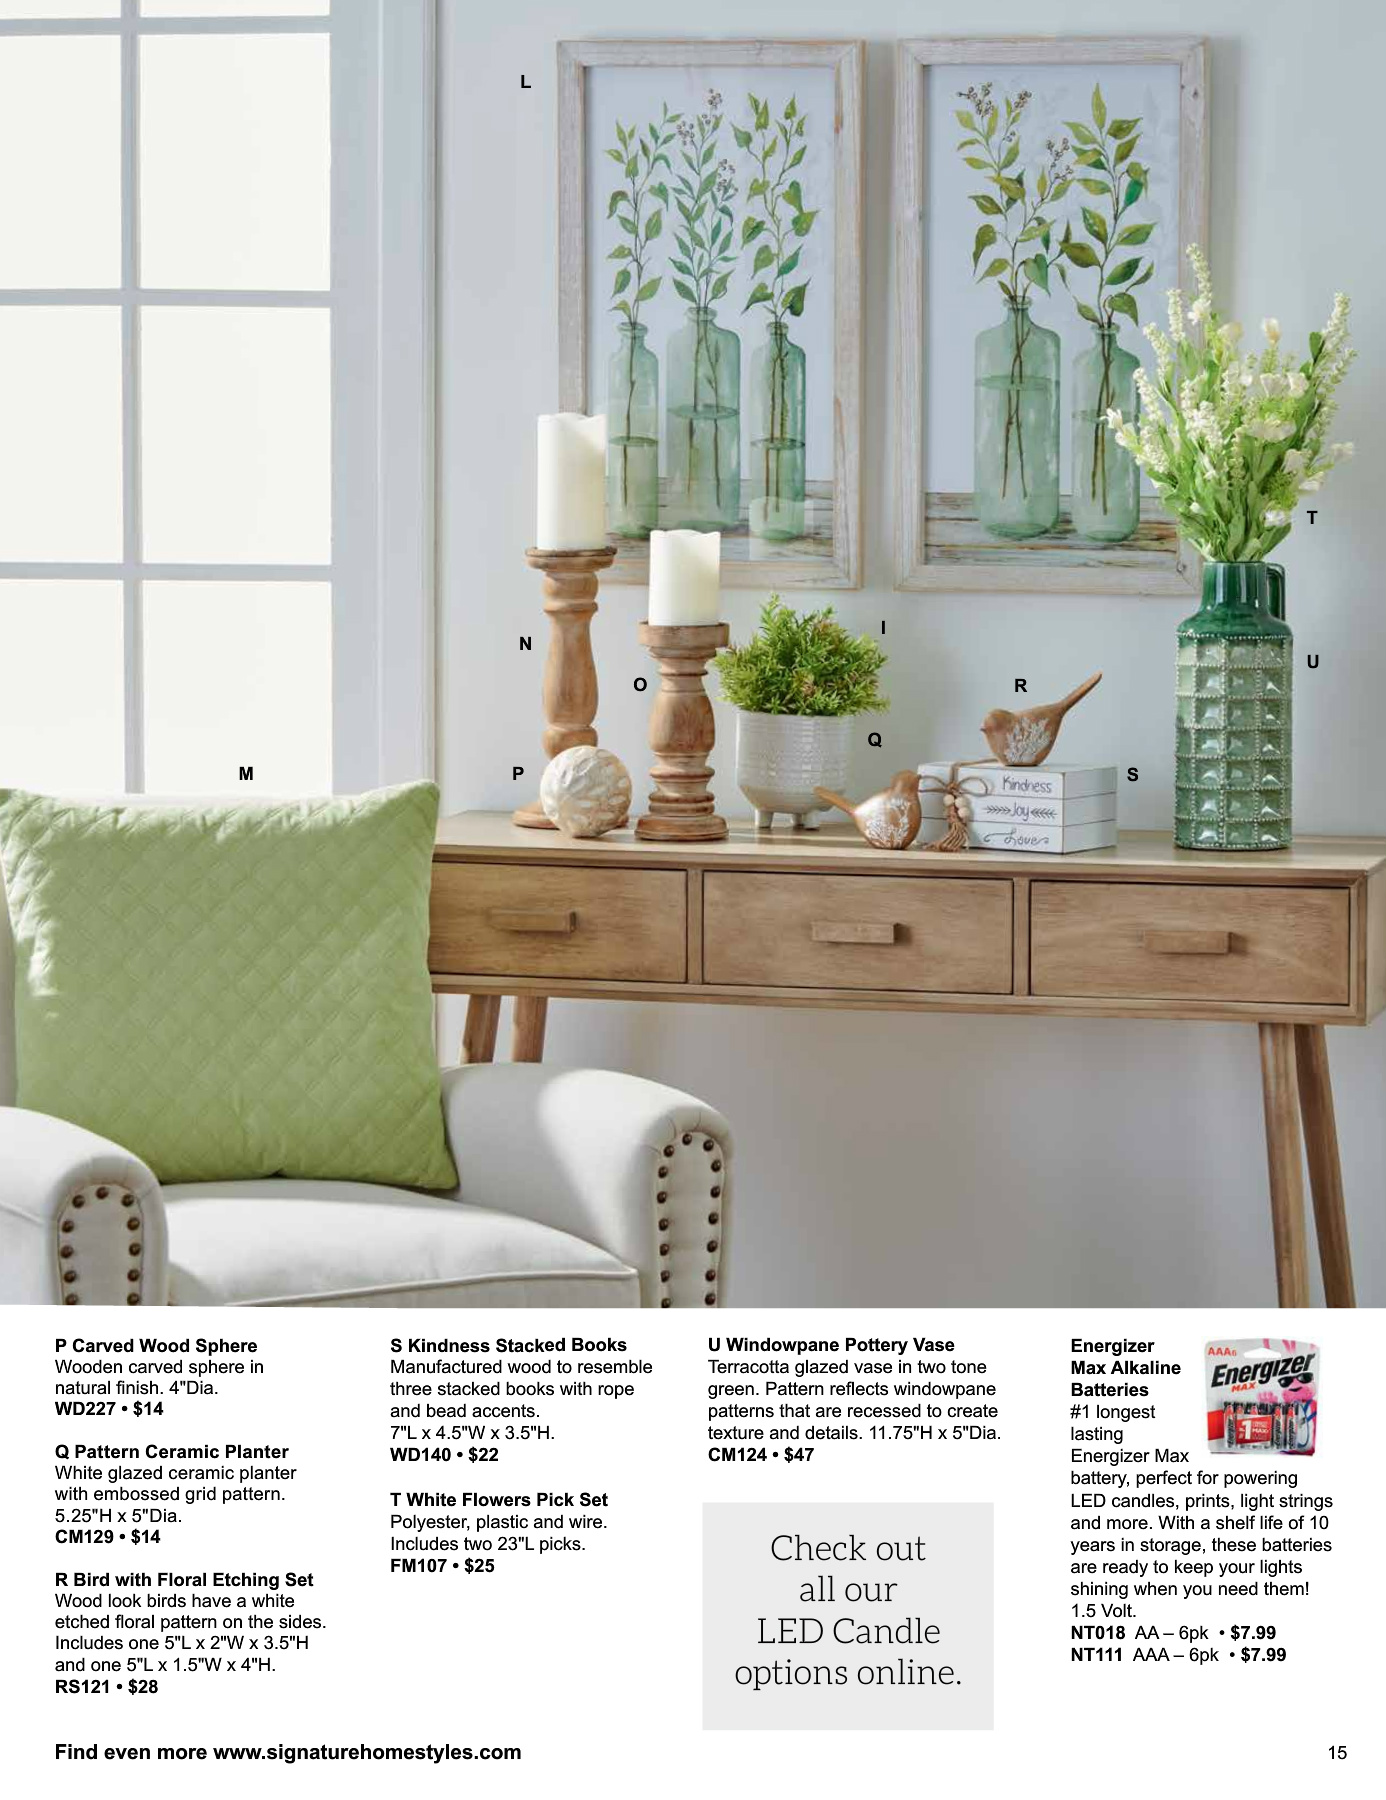 L
T
N
I
U
O
R
Q
M
P
S
Kindness
Joy
Love
P Carved Wood Sphere
Wooden carved sphere in
natural finish. 4"Dia.
WD227 • $14
Q Pattern Ceramic Planter
White glazed ceramic planter
with embossed grid pattern.
5.25"H x 5"Dia.
CM129 • $14
R Bird with Floral Etching Set
Wood look birds have a white
etched floral pattern on the sides.
Includes one 5"L x 2"W x 3.5"H
and one 5"L x 1.5"W x 4"H.
RS121 • $28
S Kindness Stacked Books
Manufactured wood to resemble
three stacked books with rope
and bead accents.
7"L x 4.5"W x 3.5"H.
WD140 • $22
T White Flowers Pick Set
Polyester, plastic and wire.
Includes two 23"L picks.
FM107 • $25
U Windowpane Pottery Vase
Terracotta glazed vase in two tone
green. Pattern reflects windowpane
patterns that are recessed to create
texture and details. 11.75"H x 5"Dia.
CM124 • $47
Check out
all our
LED Candle
options online.
Energizer
Max Alkaline
Batteries
#1 longest
lasting
Energizer Max
battery, perfect for powering
LED candles, prints, light strings
and more. With a shelf life of 10
years in storage, these batteries
are ready to keep your lights
shining when you need them!
1.5 Volt.
NT018 AA – 6pk • $7.99
NT111 AAA – 6pk • $7.99
AAA6
Energizer
MAX
Find even more www.signaturehomestyles.com
15